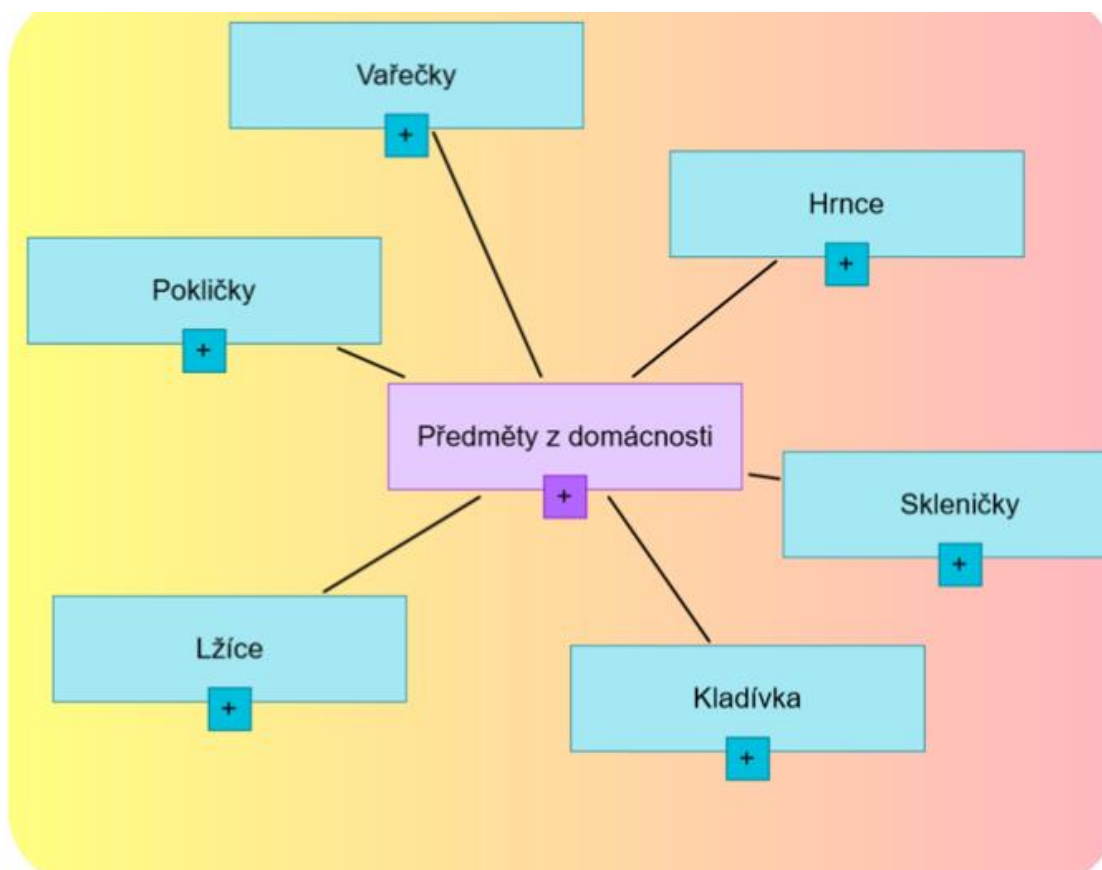 Vařečky
+
Hrnce
+
Pokličky
+
Předměty z domácnosti
+
Skleničky
+
Lžíce
+
Kladívka
+